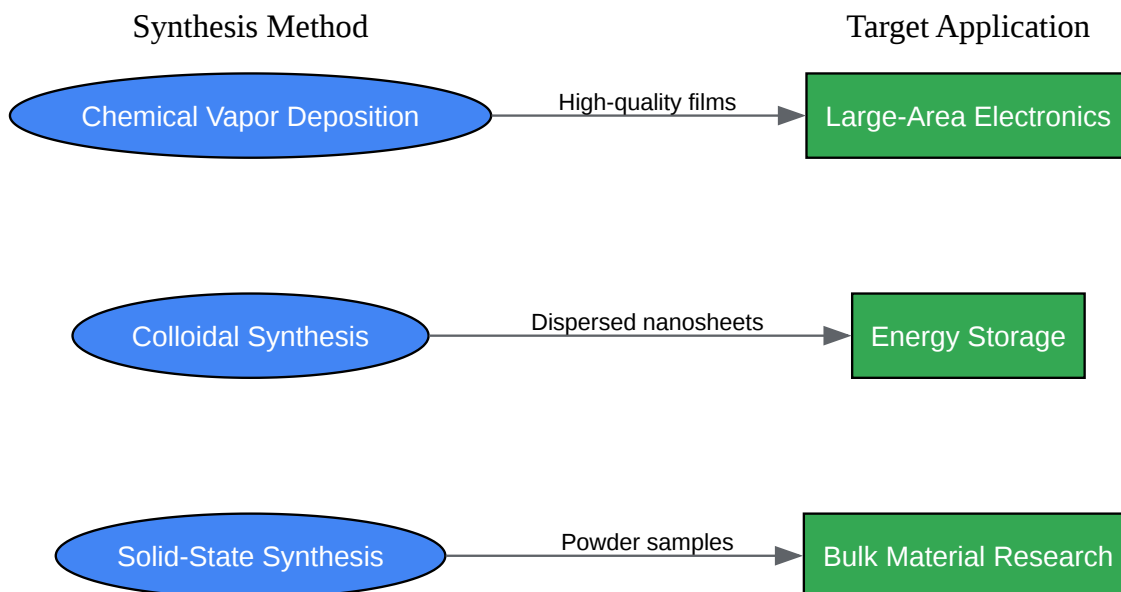 Synthesis Method
Target Application
Chemical Vapor Deposition
High-quality films
Large-Area Electronics
Colloidal Synthesis
Dispersed nanosheets
Energy Storage
Solid-State Synthesis
Powder samples
Bulk Material Research